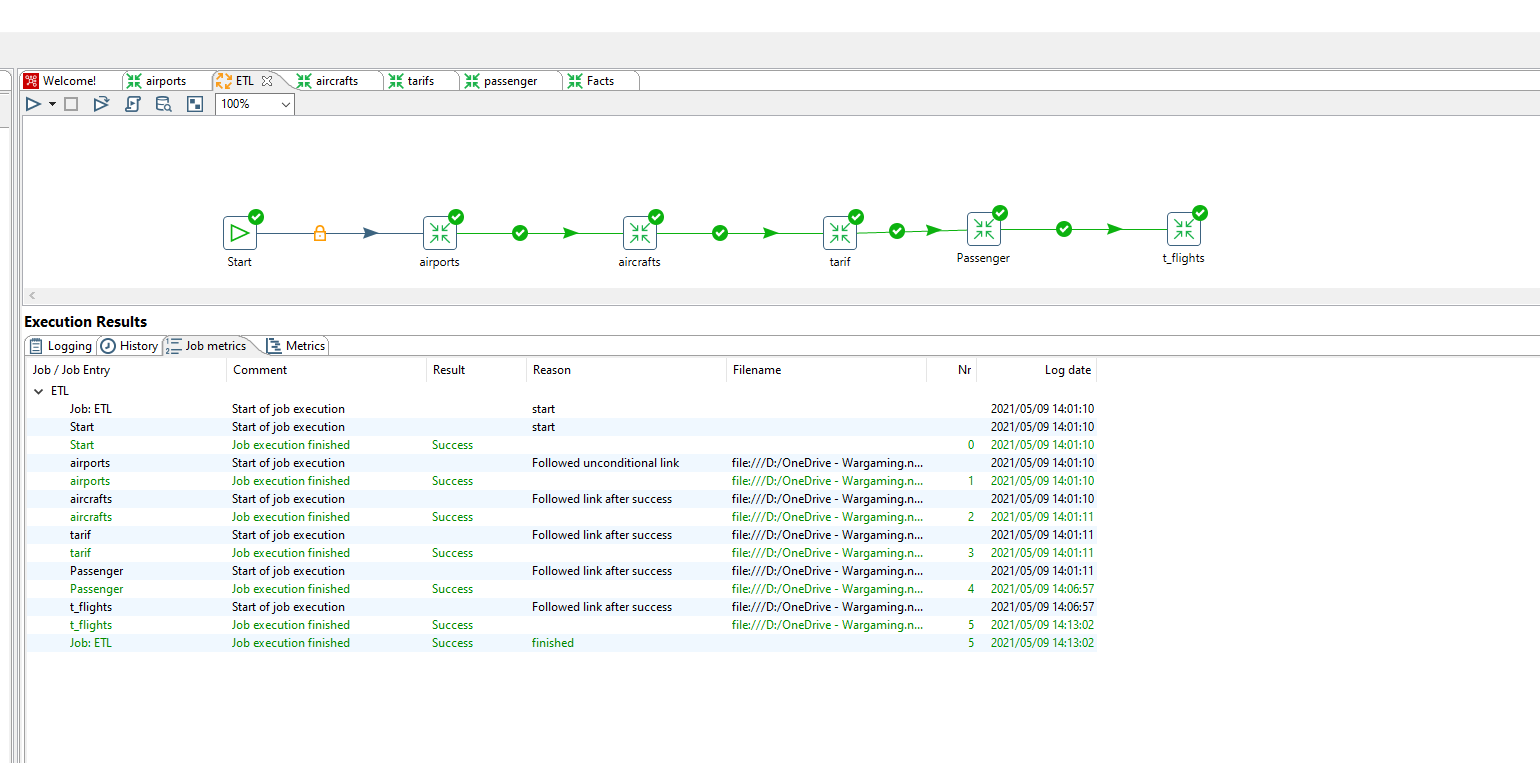 Welcome! airports ETL aircrafts tarifs passenger Facts
100%
Start airports aircrafts tarif Passenger t_flights
Execution Results
Logging History Job metrics Metrics
Job / Job Entry Comment Result Reason Filename Nr Log date
ETL
Job: ETL Start of job execution start 2021/05/09 14:01:10
Start Start of job execution start 2021/05/09 14:01:10
Start Job execution finished Success 0 2021/05/09 14:01:10
airports Start of job execution Followed unconditional link file:///D:/OneDrive - Wargaming.n... 2021/05/09 14:01:10
airports Job execution finished Success file:///D:/OneDrive - Wargaming.n... 1 2021/05/09 14:01:10
aircrafts Start of job execution Followed link after success file:///D:/OneDrive - Wargaming.n... 2021/05/09 14:01:10
aircrafts Job execution finished Success file:///D:/OneDrive - Wargaming.n... 2 2021/05/09 14:01:11
tarif Start of job execution Followed link after success file:///D:/OneDrive - Wargaming.n... 2021/05/09 14:01:11
tarif Job execution finished Success file:///D:/OneDrive - Wargaming.n... 3 2021/05/09 14:01:11
Passenger Start of job execution Followed link after success file:///D:/OneDrive - Wargaming.n... 2021/05/09 14:01:11
Passenger Job execution finished Success file:///D:/OneDrive - Wargaming.n... 4 2021/05/09 14:06:57
t_flights Start of job execution Followed link after success file:///D:/OneDrive - Wargaming.n... 2021/05/09 14:06:57
t_flights Job execution finished Success file:///D:/OneDrive - Wargaming.n... 5 2021/05/09 14:13:02
Job: ETL Job execution finished Success finished 5 2021/05/09 14:13:02